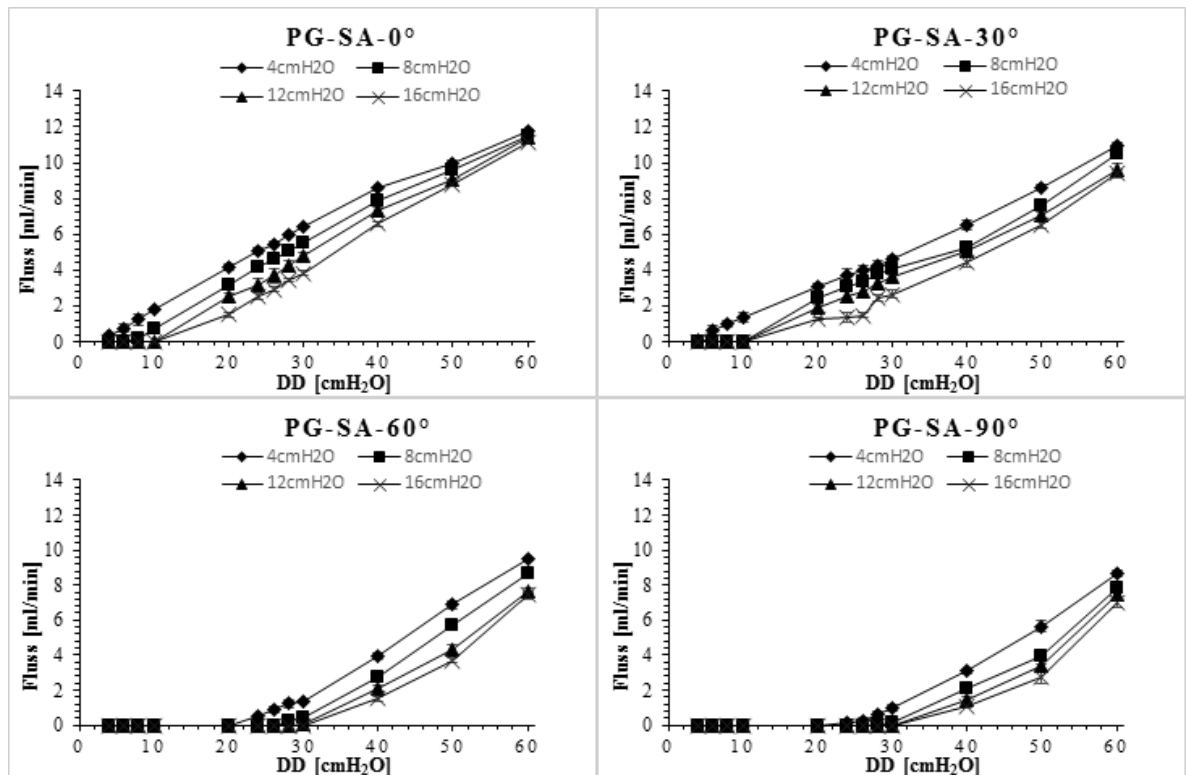 PG-SA-0°
4cmH2O 8cmH2O
12cmH2O 16cmH2O
14
12
10
8
6
4
2
0
Fluss [ml/min]
0 10 20 30 40 50 60
DD [cmH₂O]
PG-SA-30°
4cmH2O 8cmH2O
12cmH2O 16cmH2O
14
12
10
8
6
4
2
0
Fluss [ml/min]
0 10 20 30 40 50 60
DD [cmH₂O]
PG-SA-60°
4cmH2O 8cmH2O
12cmH2O 16cmH2O
14
12
10
8
6
4
2
0
Fluss [ml/min]
0 10 20 30 40 50 60
DD [cmH₂O]
PG-SA-90°
4cmH2O 8cmH2O
12cmH2O 16cmH2O
14
12
10
8
6
4
2
0
Fluss [ml/min]
0 10 20 30 40 50 60
DD [cmH₂O]